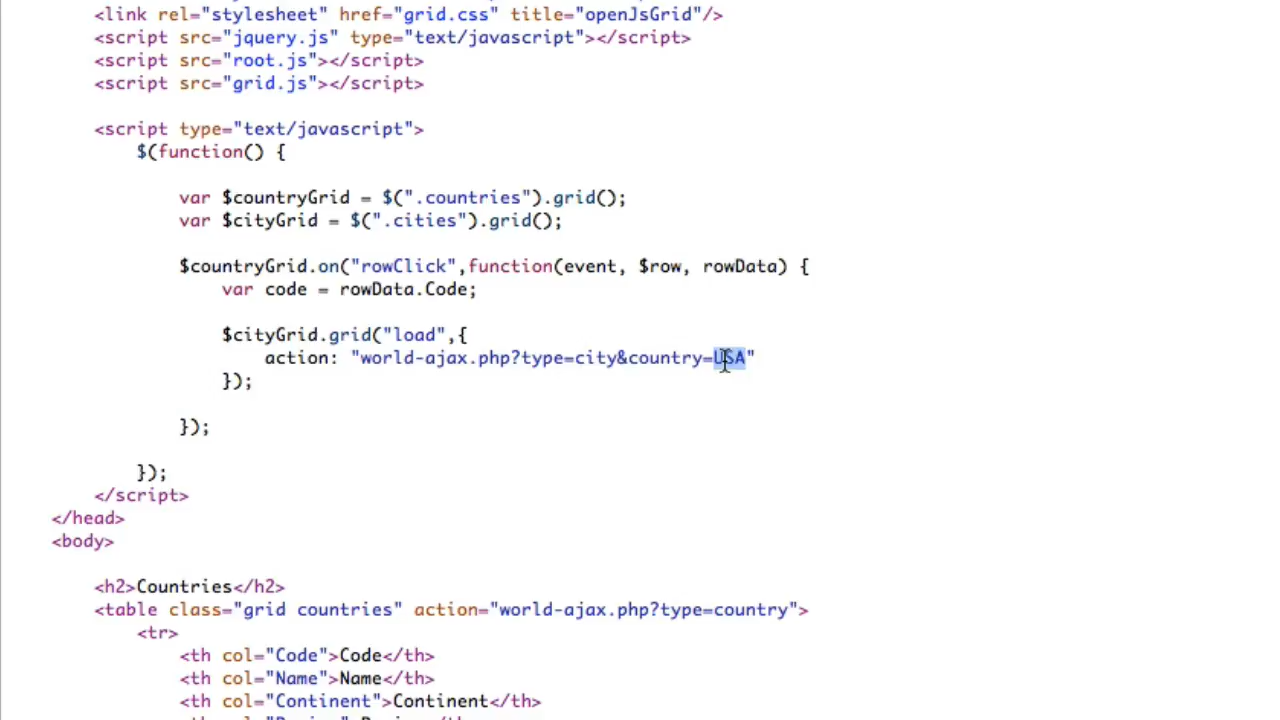 <link rel="stylesheet" href="grid.css" title="openJsGrid"/>
<script src="jquery.js" type="text/javascript"></script>
<script src="root.js"></script>
<script src="grid.js"></script>
<script type="text/javascript">
$(function() {
var $countryGrid = $(".countries").grid();
var $cityGrid = $(".cities").grid();
$countryGrid.on("rowClick",function(event, $row, rowData) {
var code = rowData.Code;
$cityGrid.grid("load",{
action: "world-ajax.php?type=city&country=USA"
});
});
});
</script>
</head>
<body>
<h2>Countries</h2>
<table class="grid countries" action="world-ajax.php?type=country">
<tr>
<th col="Code">Code</th>
<th col="Name">Name</th>
<th col="Continent">Continent</th>